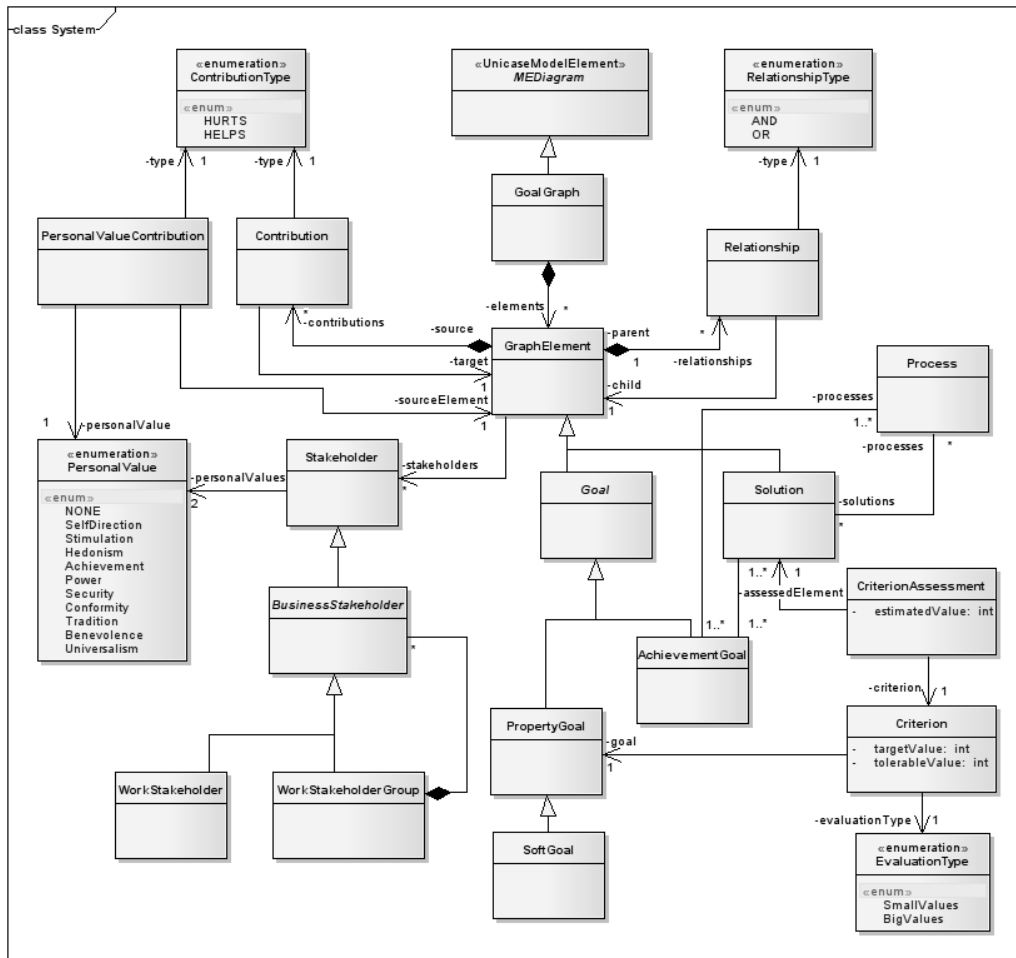 class System
«enumeration»
ContributionType
«enum»
HURTS
HELPS
«UnicaseModelElement»
MEDiagram
«enumeration»
RelationshipType
«enum»
AND
OR
-type
1
-type
1
-type
1
GoalGraph
PersonalValueContribution
Contribution
Relationship
-elements
*
*
-contributions
-source
-parent
*
1
-relationships
GraphElement
-target
1
-child
1
-sourceElement
1
Process
-processes
1..*
-processes
*
1
-personalValue
«enumeration»
PersonalValue
«enum»
NONE
SelfDirection
Stimulation
Hedonism
Achievement
Power
Security
Conformity
Tradition
Benevolence
Universalism
Stakeholder
-stakeholders
*
-personalValues
2
Goal
Solution
-solutions
*
1..*
1
-assessedElement
1..*
1..*
CriterionAssessment
- estimatedValue: int
BusinessStakeholder
*
AchievementGoal
-criterion
1
PropertyGoal
-goal
1
Criterion
- targetValue: int
- tolerableValue: int
WorkStakeholder
WorkStakeholderGroup
-evaluationType
1
SoftGoal
«enumeration»
EvaluationType
«enum»
SmallValues
BigValues